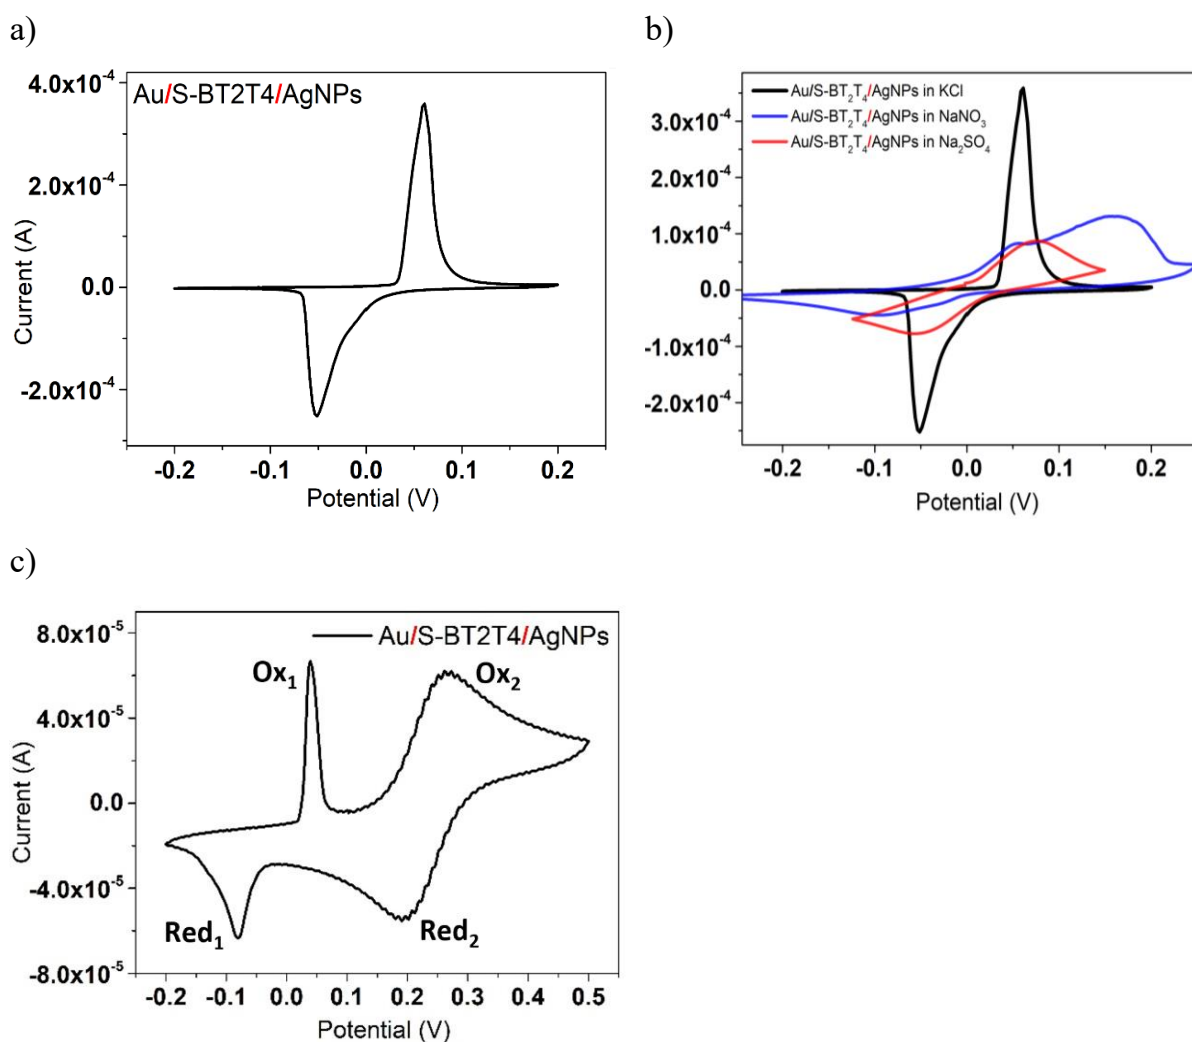 a)
Au/S-BT2T4/AgNPs
4.0x10⁻⁴
2.0x10⁻⁴
0.0
-2.0x10⁻⁴
Current (A)
-0.2 -0.1 0.0 0.1 0.2
Potential (V)
b)
Au/S-BT₂T₄/AgNPs in KCl
Au/S-BT₂T₄/AgNPs in NaNO₃
Au/S-BT₂T₄/AgNPs in Na₂SO₄
3.0x10⁻⁴
2.0x10⁻⁴
1.0x10⁻⁴
0.0
-1.0x10⁻⁴
-2.0x10⁻⁴
-0.2 -0.1 0.0 0.1 0.2
Potential (V)
c)
Au/S-BT2T4/AgNPs
8.0x10⁻⁵
4.0x10⁻⁵
0.0
-4.0x10⁻⁵
-8.0x10⁻⁵
Current (A)
Ox₁
Ox₂
Red₁
Red₂
-0.2 -0.1 0.0 0.1 0.2 0.3 0.4 0.5
Potential (V)